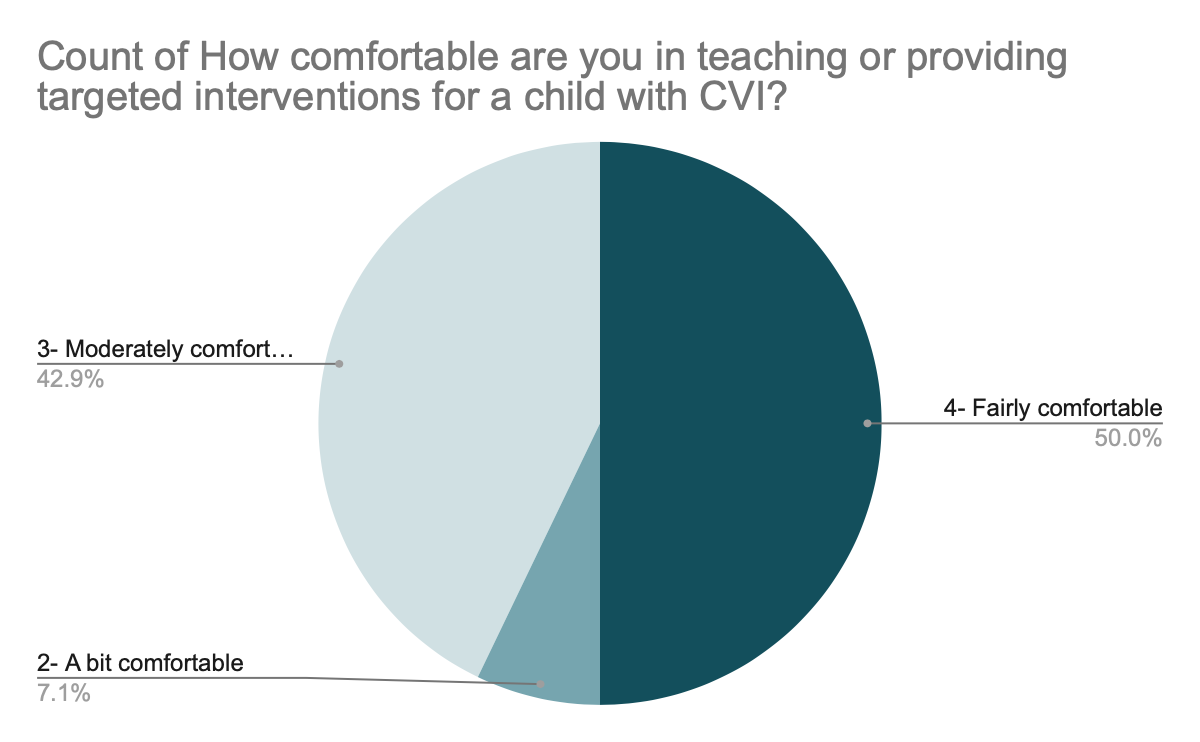 Count of How comfortable are you in teaching or providing
targeted interventions for a child with CVI?
3- Moderately comfort…
42.9%
4- Fairly comfortable
50.0%
2- A bit comfortable
7.1%